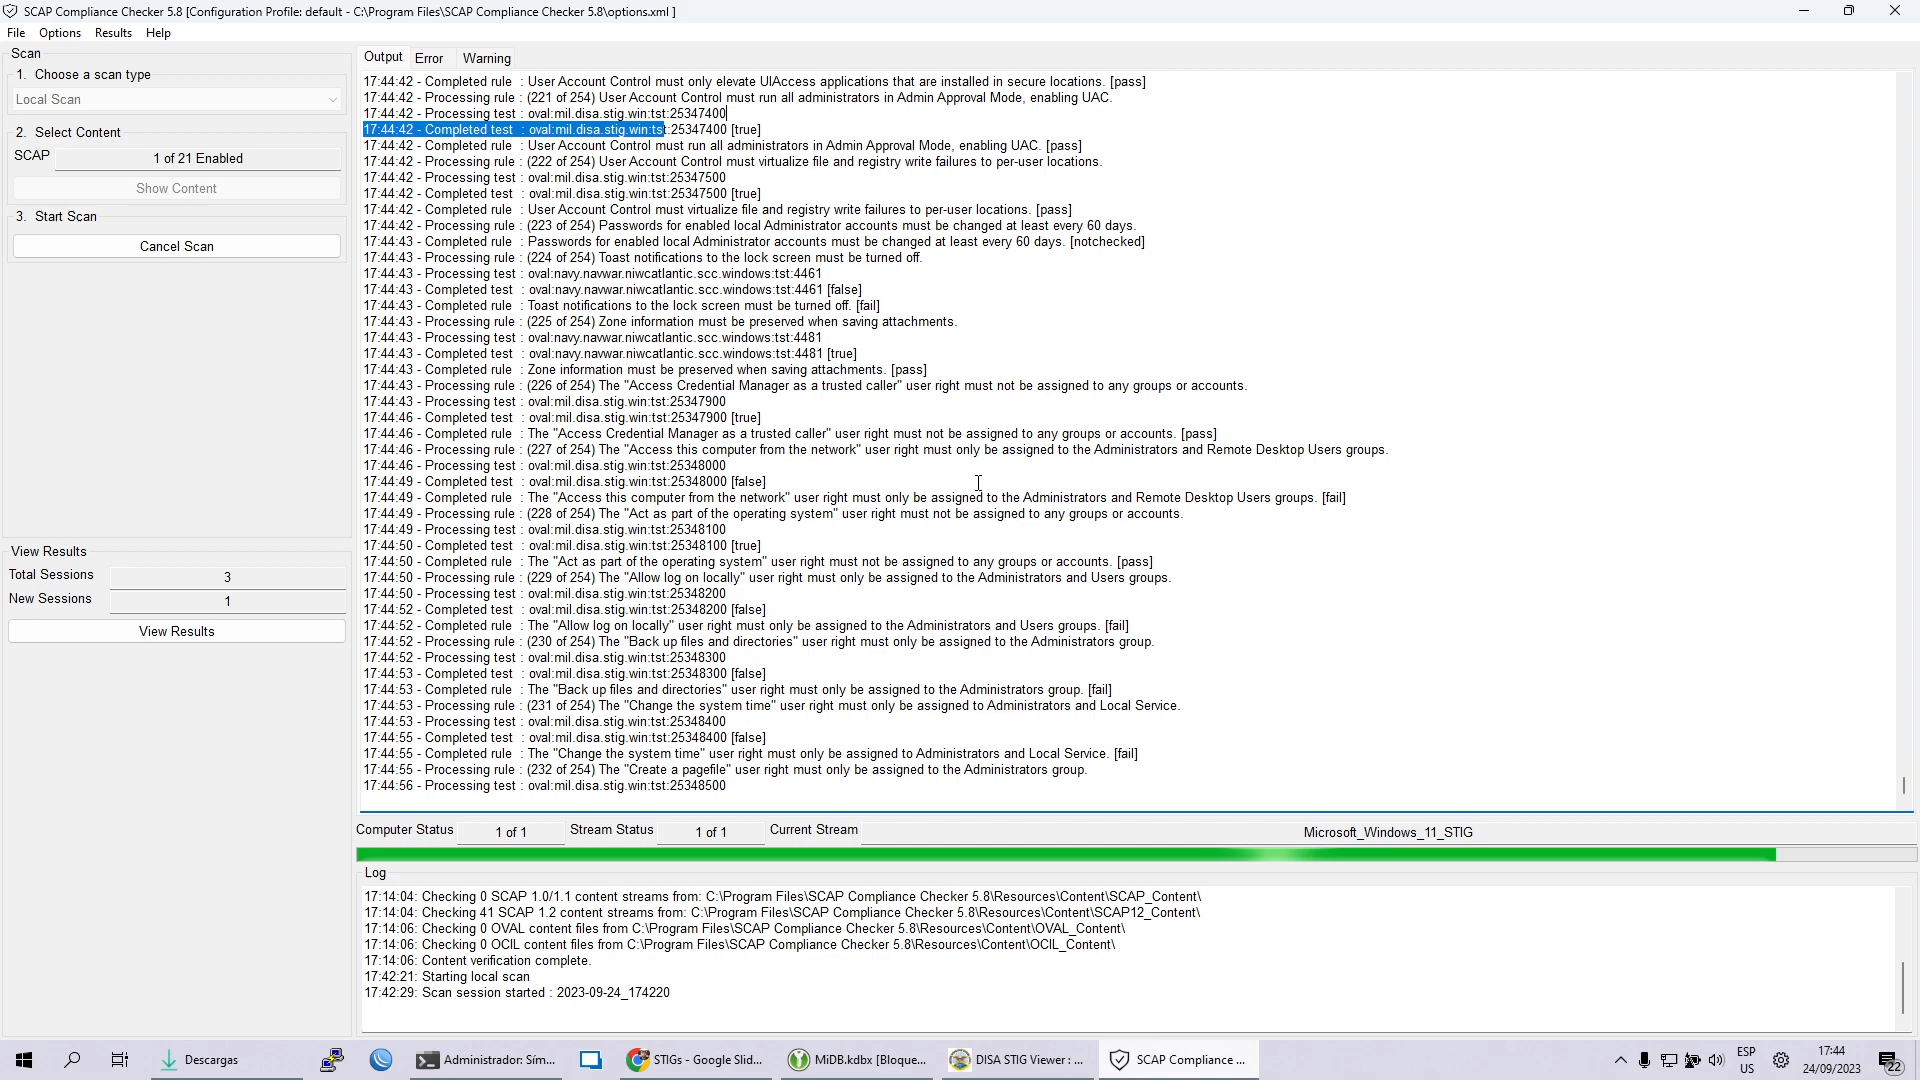 SCAP Compliance Checker 5.8 [Configuration Profile: default - C:\Program Files\SCAP Compliance Checker 5.8\options.xml ]
File Options Results Help
Scan
1. Choose a scan type
Local Scan
2. Select Content
SCAP 1 of 21 Enabled
Show Content
3. Start Scan
Cancel Scan
View Results
Total Sessions 3
New Sessions 1
View Results
Output Error Warning
17:44:42 - Completed rule : User Account Control must only elevate UIAccess applications that are installed in secure locations. [pass]
17:44:42 - Processing rule : (221 of 254) User Account Control must run all administrators in Admin Approval Mode, enabling UAC.
17:44:42 - Processing test : oval:mil.disa.stig.win:tst:25347400
17:44:42 - Completed test : oval:mil.disa.stig.win:tst:25347400 [true]
17:44:42 - Completed rule : User Account Control must run all administrators in Admin Approval Mode, enabling UAC. [pass]
17:44:42 - Processing rule : (222 of 254) User Account Control must virtualize file and registry write failures to per-user locations.
17:44:42 - Processing test : oval:mil.disa.stig.win:tst:25347500
17:44:42 - Completed test : oval:mil.disa.stig.win:tst:25347500 [true]
17:44:42 - Completed rule : User Account Control must virtualize file and registry write failures to per-user locations. [pass]
17:44:42 - Processing rule : (223 of 254) Passwords for enabled local Administrator accounts must be changed at least every 60 days.
17:44:43 - Completed rule : Passwords for enabled local Administrator accounts must be changed at least every 60 days. [notchecked]
17:44:43 - Processing rule : (224 of 254) Toast notifications to the lock screen must be turned off.
17:44:43 - Processing test : oval:navy.navwar.niwcatlantic.scc.windows:tst:4461
17:44:43 - Completed test : oval:navy.navwar.niwcatlantic.scc.windows:tst:4461 [false]
17:44:43 - Completed rule : Toast notifications to the lock screen must be turned off. [fail]
17:44:43 - Processing rule : (225 of 254) Zone information must be preserved when saving attachments.
17:44:43 - Processing test : oval:navy.navwar.niwcatlantic.scc.windows:tst:4481
17:44:43 - Completed test : oval:navy.navwar.niwcatlantic.scc.windows:tst:4481 [true]
17:44:43 - Completed rule : Zone information must be preserved when saving attachments. [pass]
17:44:43 - Processing rule : (226 of 254) The "Access Credential Manager as a trusted caller" user right must not be assigned to any groups or accounts.
17:44:43 - Processing test : oval:mil.disa.stig.win:tst:25347900
17:44:46 - Completed test : oval:mil.disa.stig.win:tst:25347900 [true]
17:44:46 - Completed rule : The "Access Credential Manager as a trusted caller" user right must not be assigned to any groups or accounts. [pass]
17:44:46 - Processing rule : (227 of 254) The "Access this computer from the network" user right must only be assigned to the Administrators and Remote Desktop Users groups.
17:44:46 - Processing test : oval:mil.disa.stig.win:tst:25348000
17:44:49 - Completed test : oval:mil.disa.stig.win:tst:25348000 [false]
17:44:49 - Completed rule : The "Access this computer from the network" user right must only be assigned to the Administrators and Remote Desktop Users groups. [fail]
17:44:49 - Processing rule : (228 of 254) The "Act as part of the operating system" user right must not be assigned to any groups or accounts.
17:44:49 - Processing test : oval:mil.disa.stig.win:tst:25348100
17:44:50 - Completed test : oval:mil.disa.stig.win:tst:25348100 [true]
17:44:50 - Completed rule : The "Act as part of the operating system" user right must not be assigned to any groups or accounts. [pass]
17:44:50 - Processing rule : (229 of 254) The "Allow log on locally" user right must only be assigned to the Administrators and Users groups.
17:44:50 - Processing test : oval:mil.disa.stig.win:tst:25348200
17:44:52 - Completed test : oval:mil.disa.stig.win:tst:25348200 [false]
17:44:52 - Completed rule : The "Allow log on locally" user right must only be assigned to the Administrators and Users groups. [fail]
17:44:52 - Processing rule : (230 of 254) The "Back up files and directories" user right must only be assigned to the Administrators group.
17:44:52 - Processing test : oval:mil.disa.stig.win:tst:25348300
17:44:53 - Completed test : oval:mil.disa.stig.win:tst:25348300 [false]
17:44:53 - Completed rule : The "Back up files and directories" user right must only be assigned to the Administrators group. [fail]
17:44:53 - Processing rule : (231 of 254) The "Change the system time" user right must only be assigned to Administrators and Local Service.
17:44:53 - Processing test : oval:mil.disa.stig.win:tst:25348400
17:44:55 - Completed test : oval:mil.disa.stig.win:tst:25348400 [false]
17:44:55 - Completed rule : The "Change the system time" user right must only be assigned to Administrators and Local Service. [fail]
17:44:55 - Processing rule : (232 of 254) The "Create a pagefile" user right must only be assigned to the Administrators group.
17:44:56 - Processing test : oval:mil.disa.stig.win:tst:25348500
Computer Status 1 of 1 Stream Status 1 of 1 Current Stream Microsoft_Windows_11_STIG
Log
17:14:04: Checking 0 SCAP 1.0/1.1 content streams from: C:\Program Files\SCAP Compliance Checker 5.8\Resources\Content\SCAP_Content\
17:14:04: Checking 41 SCAP 1.2 content streams from: C:\Program Files\SCAP Compliance Checker 5.8\Resources\Content\SCAP12_Content\
17:14:06: Checking 0 OVAL content files from C:\Program Files\SCAP Compliance Checker 5.8\Resources\Content\OVAL_Content\
17:14:06: Checking 0 OCIL content files from C:\Program Files\SCAP Compliance Checker 5.8\Resources\Content\OCIL_Content\
17:14:06: Content verification complete.
17:42:21: Starting local scan
17:42:29: Scan session started : 2023-09-24_174220
Descargas
Administrador: Sím...
STIGs - Google Slid...
MiDB.kdbx [Bloque...
DISA STIG Viewer : ...
SCAP Compliance ...
ESP
US
17:44
24/09/2023
22